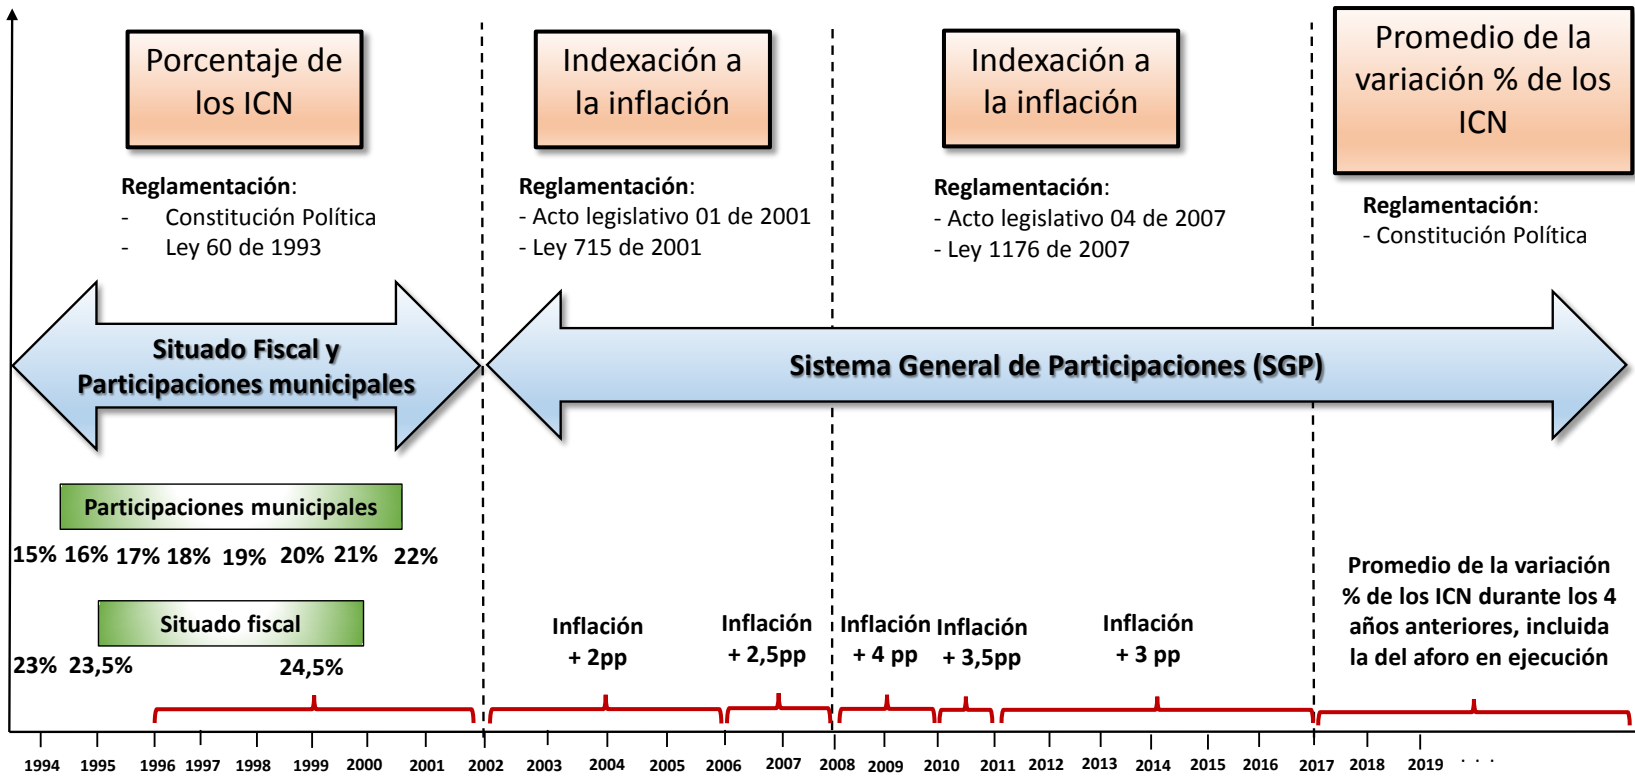 Porcentaje de
los ICN
Indexación a
la inflación
Indexación a
la inflación
Promedio de la
variación % de los
ICN
Reglamentación:
- Constitución Política
- Ley 60 de 1993
Reglamentación:
- Acto legislativo 01 de 2001
- Ley 715 de 2001
Reglamentación:
- Acto legislativo 04 de 2007
- Ley 1176 de 2007
Reglamentación:
- Constitución Política
Situado Fiscal y
Participaciones municipales
Sistema General de Participaciones (SGP)
Participaciones municipales
15% 16% 17% 18% 19% 20% 21% 22%
Situado fiscal
23% 23,5% 24,5%
Inflación
+ 2pp
Inflación
+ 2,5pp
Inflación
+ 4 pp
Inflación
+ 3,5pp
Inflación
+ 3 pp
Promedio de la variación
% de los ICN durante los 4
años anteriores, incluida
la del aforo en ejecución
1994 1995 1996 1997 1998 1999 2000 2001 2002 2003 2004 2005 2006 2007 2008 2009 2010 2011 2012 2013 2014 2015 2016 2017 2018 2019 . . .